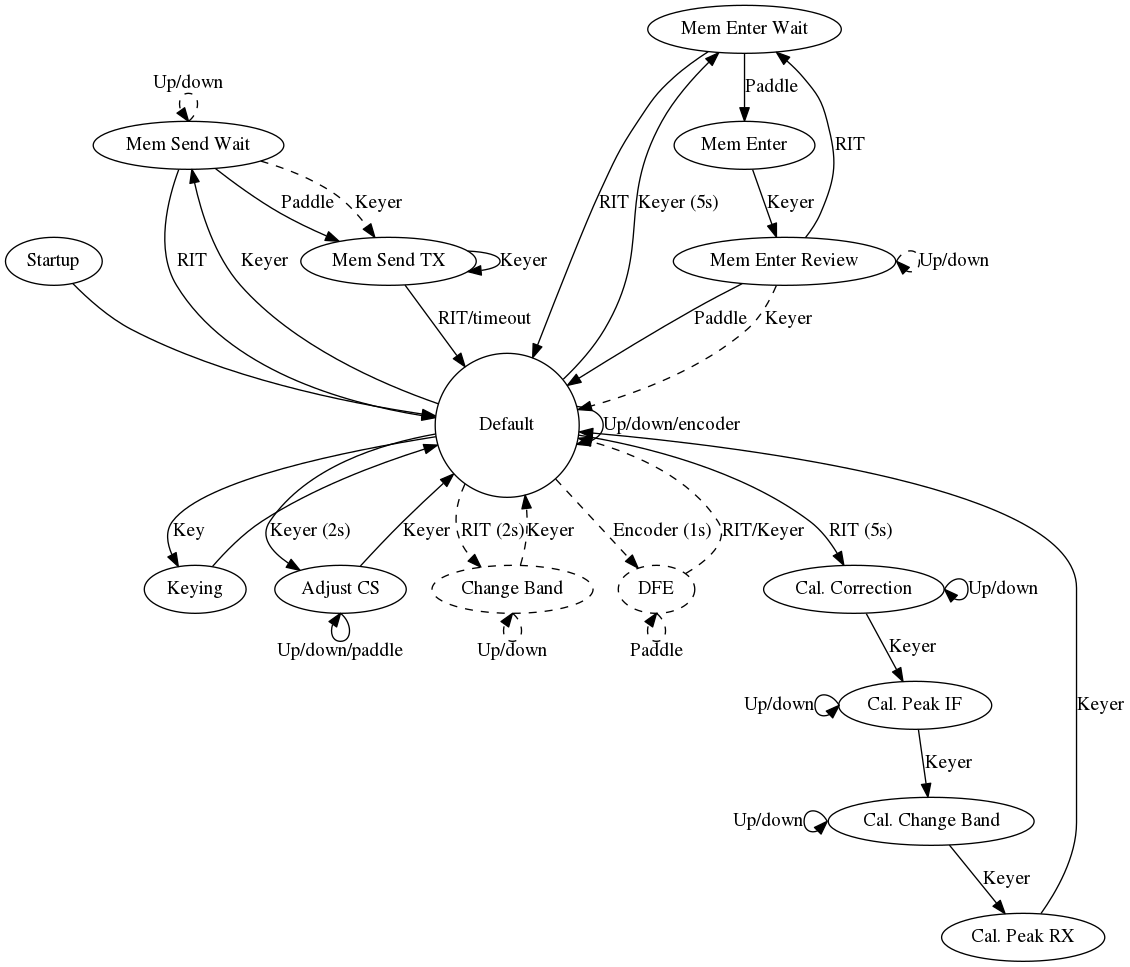 Mem Enter Wait
Up/down
Paddle
Mem Send Wait
Mem Enter
RIT
Paddle
Keyer
RIT
Keyer (5s)
Keyer
Startup
RIT
Keyer
Mem Send TX
Keyer
Mem Enter Review
Up/down
RIT/timeout
Paddle
Keyer
Default
Up/down/encoder
Key
Keyer (2s)
Keyer
RIT (2s)
Keyer
Encoder (1s)
RIT/Keyer
RIT (5s)
Keying
Adjust CS
Change Band
DFE
Cal. Correction
Up/down
Up/down/paddle
Up/down
Paddle
Keyer
Up/down
Cal. Peak IF
Keyer
Keyer
Up/down
Cal. Change Band
Keyer
Cal. Peak RX